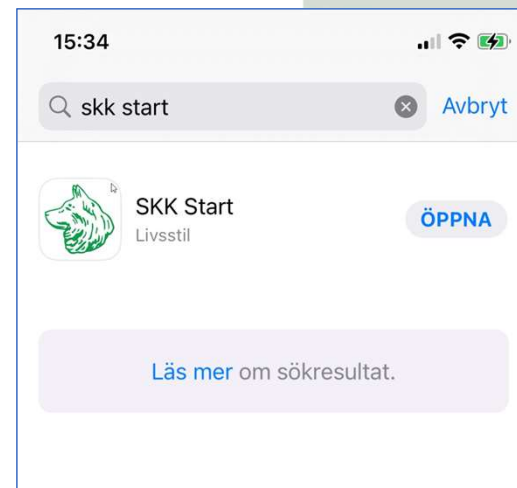 15:34
skk start
Avbryt
SKK Start
Livsstil
ÖPPNA
Läs mer om sökresultat.